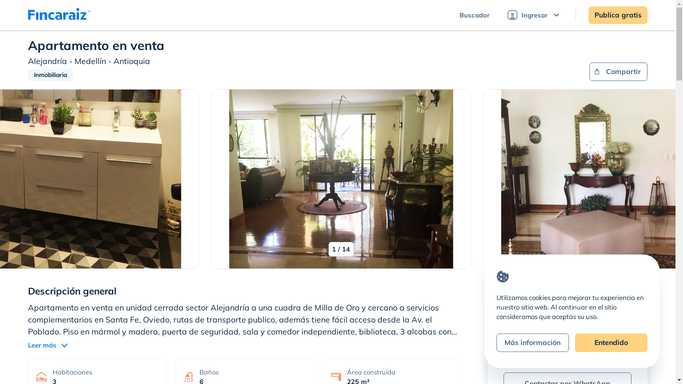 Fincaraiz
Buscador
Ingresar
Publica gratis
Apartamento en venta
Alejandría - Medellín - Antioquia
Inmobiliaria
Compartir
1 / 14
Descripción general
Apartamento en venta en unidad cerrada sector Alejandría a una cuadra de Milla de Oro y cercano a servicios
complementarios en Santa Fe, Oviedo, rutas de transporte publico, además tiene fácil acceso desde la Av. el
Poblado. Piso en mármol y madera, puerta de seguridad, sala y comedor independiente, biblioteca, 3 alcobas con...
Leer más
Habitaciones
3
Baños
6
Área construida
225 m²
Utilizamos cookies para mejorar tu experiencia en
nuestro sitio web. Al continuar en el sitio
consideramos que aceptas su uso.
Más información
Entendido
Contactar por WhatsApp